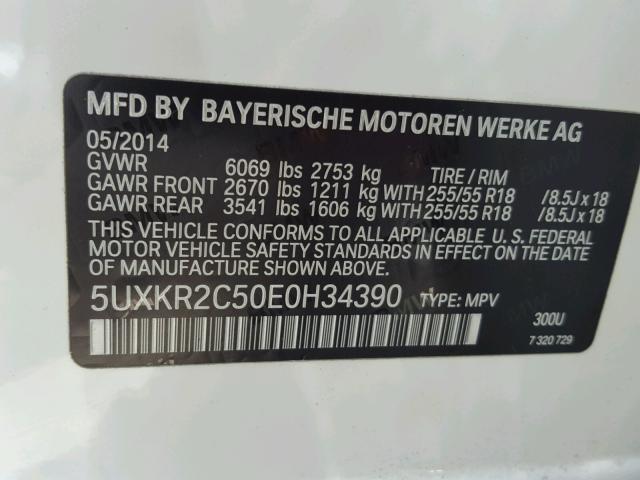 MFD BY BAYERISCHE MOTOREN WERKE AG
05/2014
GVWR 6069 lbs 2753 kg TIRE / RIM
GAWR FRONT 2670 lbs 1211 kg WITH 255/55 R18 /8.5J x 18
GAWR REAR 3541 lbs 1606 kg WITH 255/55 R18 /8.5J x 18
THIS VEHICLE CONFORMS TO ALL APPLICABLE U. S. FEDERAL
MOTOR VEHICLE SAFETY STANDARDS IN EFFECT ON THE
DATE OF MANUFACTURE SHOWN ABOVE.
5UXKR2C50E0H34390 TYPE: MPV
300U
7 320 729